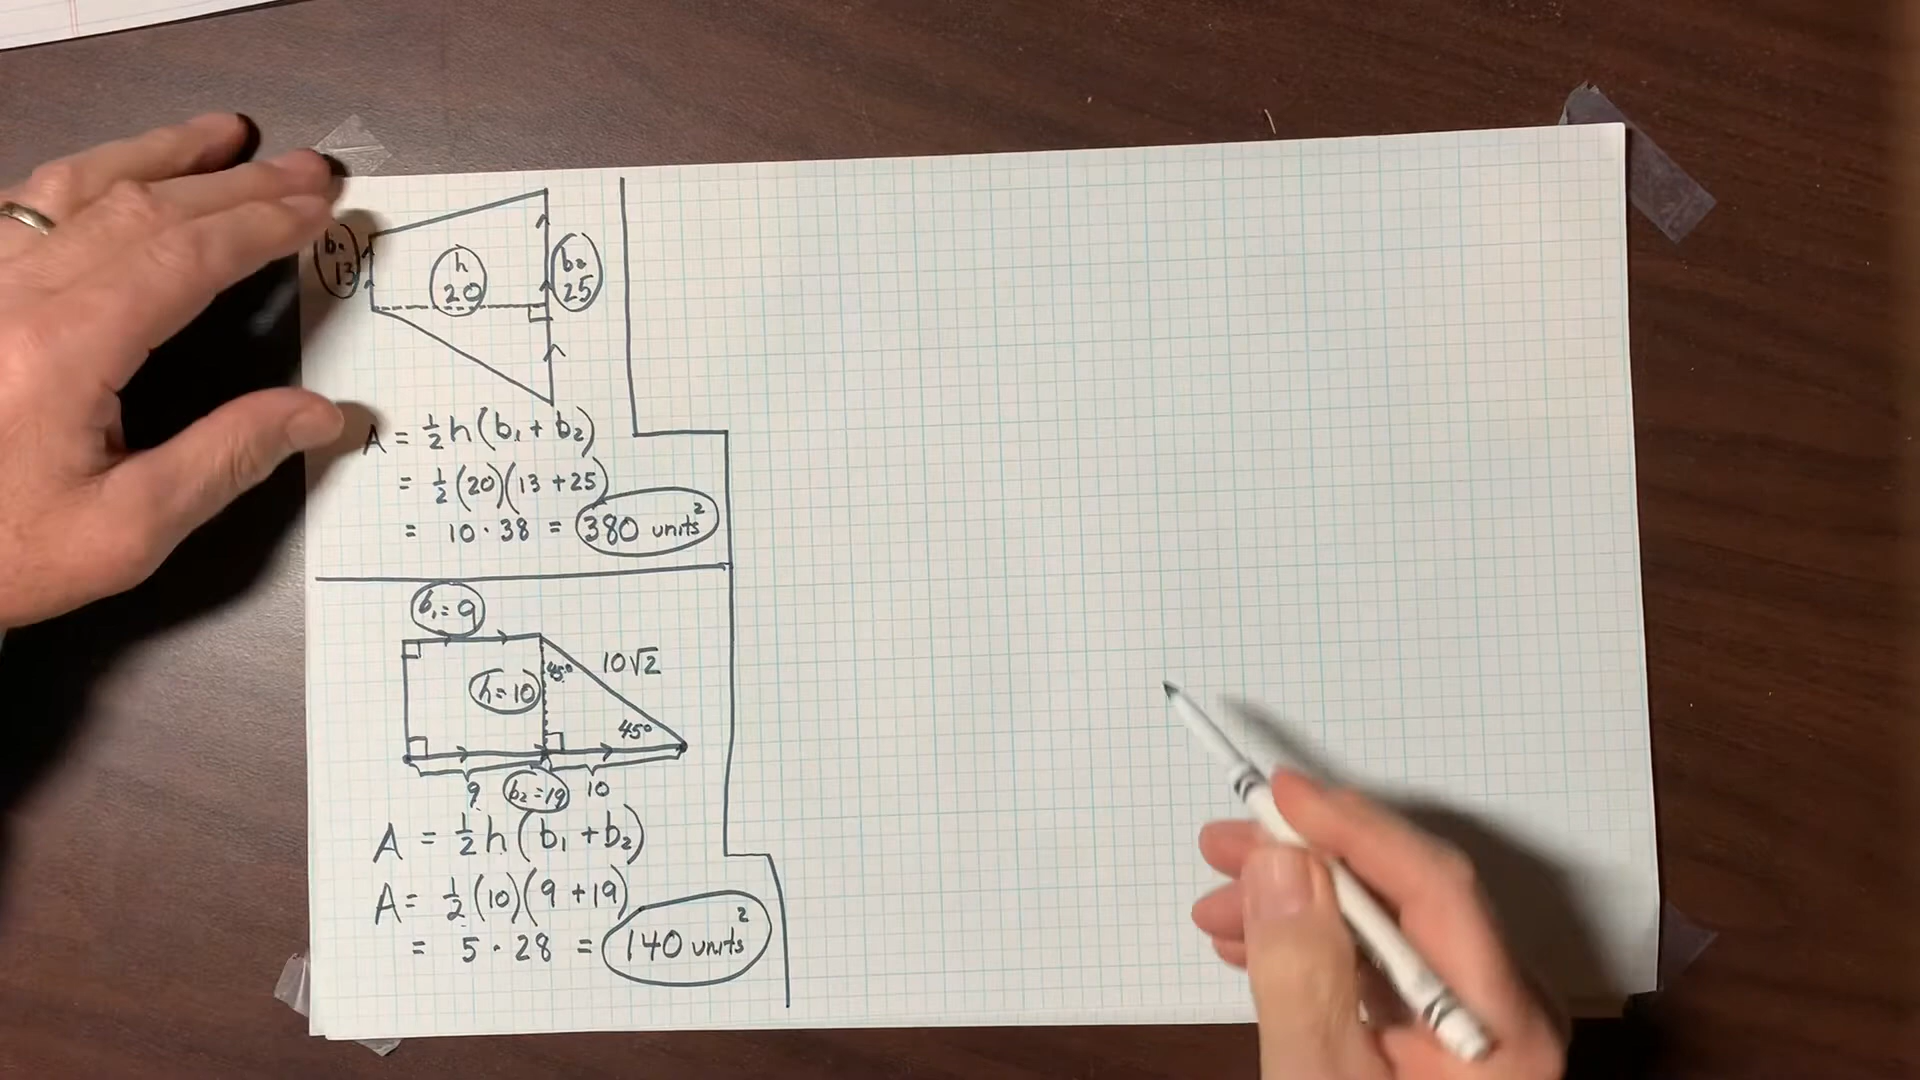 b₁ 13
h 20
b₂ 25
A = ½h(b₁ + b₂)
= ½(20)(13 + 25)
= 10 · 38 = 380 units²
b₁ = 9
h = 10
45°
10√2
45°
9
b₂ = 19
10
A = ½h(b₁ + b₂)
A = ½(10)(9 + 19)
= 5 · 28 = 140 units²